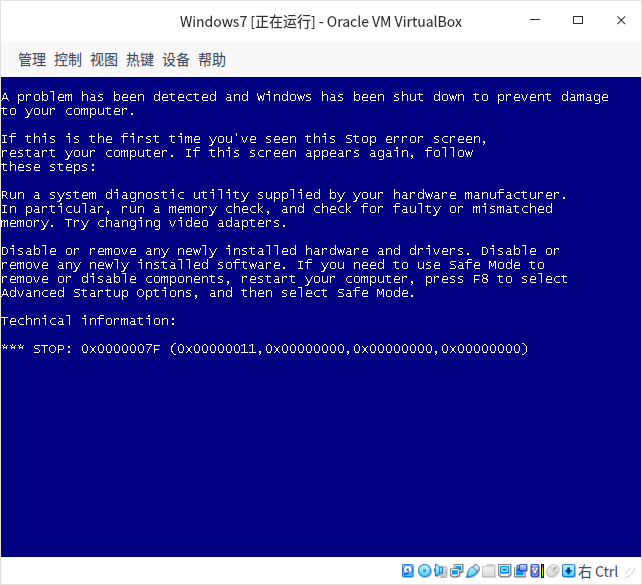 Windows7 [正在运行] - Oracle VM VirtualBox
管理 控制 视图 热键 设备 帮助
A problem has been detected and Windows has been shut down to prevent damage
to your computer.
If this is the first time you've seen this Stop error screen,
restart your computer. If this screen appears again, follow
these steps:
Run a system diagnostic utility supplied by your hardware manufacturer.
In particular, run a memory check, and check for faulty or mismatched
memory. Try changing video adapters.
Disable or remove any newly installed hardware and drivers. Disable or
remove any newly installed software. If you need to use Safe Mode to
remove or disable components, restart your computer, press F8 to select
Advanced Startup Options, and then select Safe Mode.
Technical information:
*** STOP: 0x0000007F (0x00000011,0x00000000,0x00000000,0x00000000)
右 Ctrl